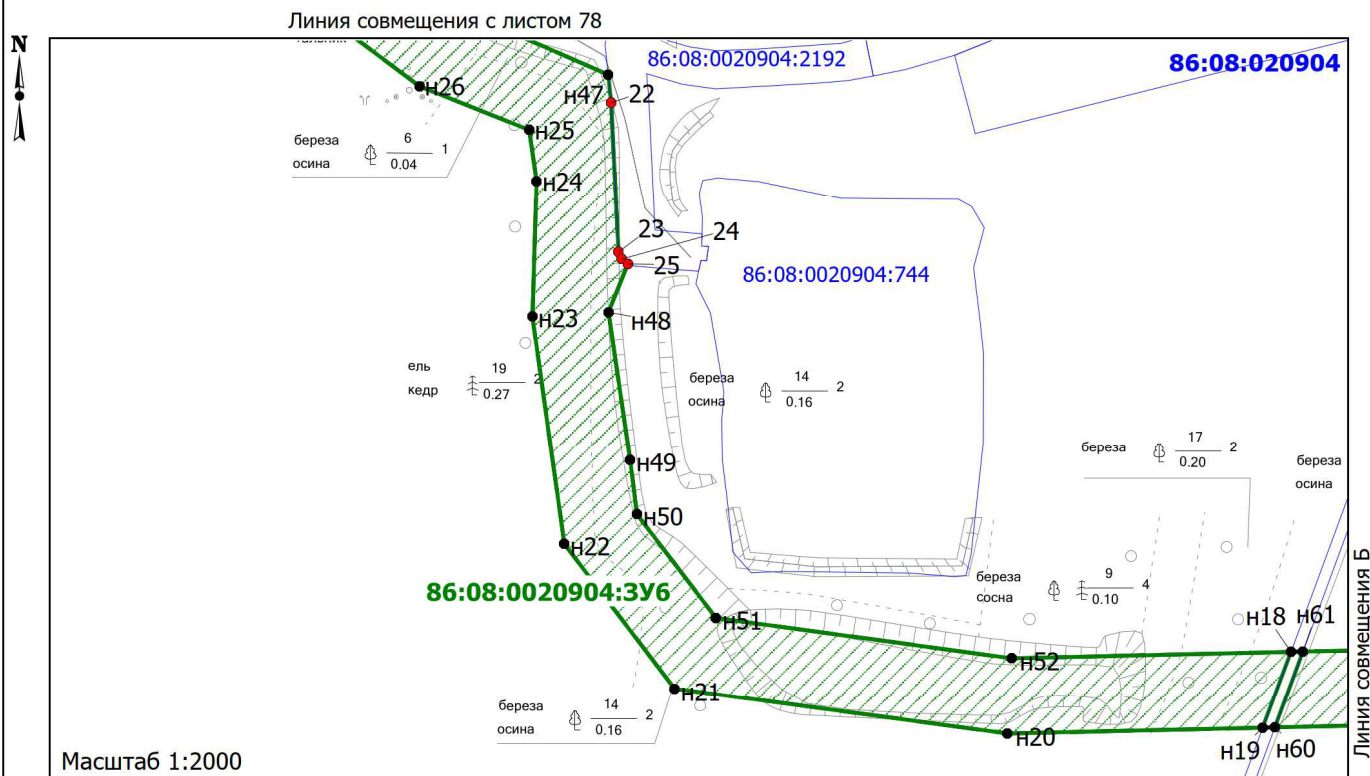 Линия совмещения с листом 78
N
тальник
86:08:0020904:2192
86:08:020904
н26
н47
22
н25
береза
осина
6
0.04
1
н24
23
24
25
86:08:0020904:744
н23
н48
ель
кедр
19
0.27
2
береза
осина
14
0.16
2
береза
17
0.20
2
береза
осина
н49
н50
н22
86:08:0020904:ЗУ6
береза
сосна
9
0.10
4
н51
н18
н61
н52
н21
береза
осина
14
0.16
2
н20
н19
н60
Линия совмещения Б
Масштаб 1:2000